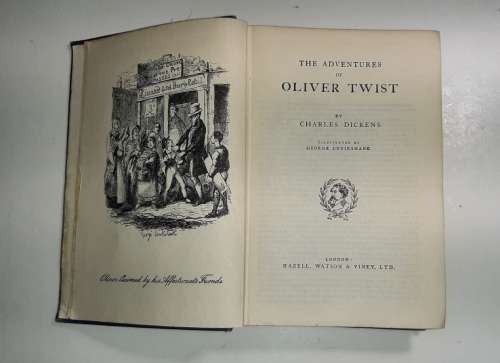 Oliver claimed by his Affectionate Friends
THE ADVENTURES
OF
OLIVER TWIST
BY
CHARLES DICKENS
ILLUSTRATED BY
GEORGE CRUIKSHANK
LONDON:
HAZELL, WATSON & VINEY, LTD.